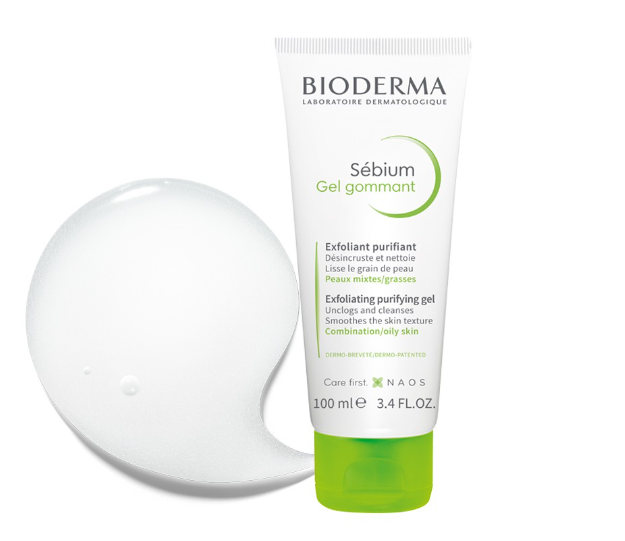 BIODERMA
LABORATOIRE DERMATOLOGIQUE
Sébium
Gel gommant
Exfoliant purifiant
Désincruste et nettoie
Lisse le grain de peau
Peaux mixtes/grasses
Exfoliating purifying gel
Unclogs and cleanses
Smoothes the skin texture
Combination/oily skin
DERMO-BREVETÉ/DERMO-PATENTED
Care first. NAOS
100 ml ℮ 3.4 FL.OZ.